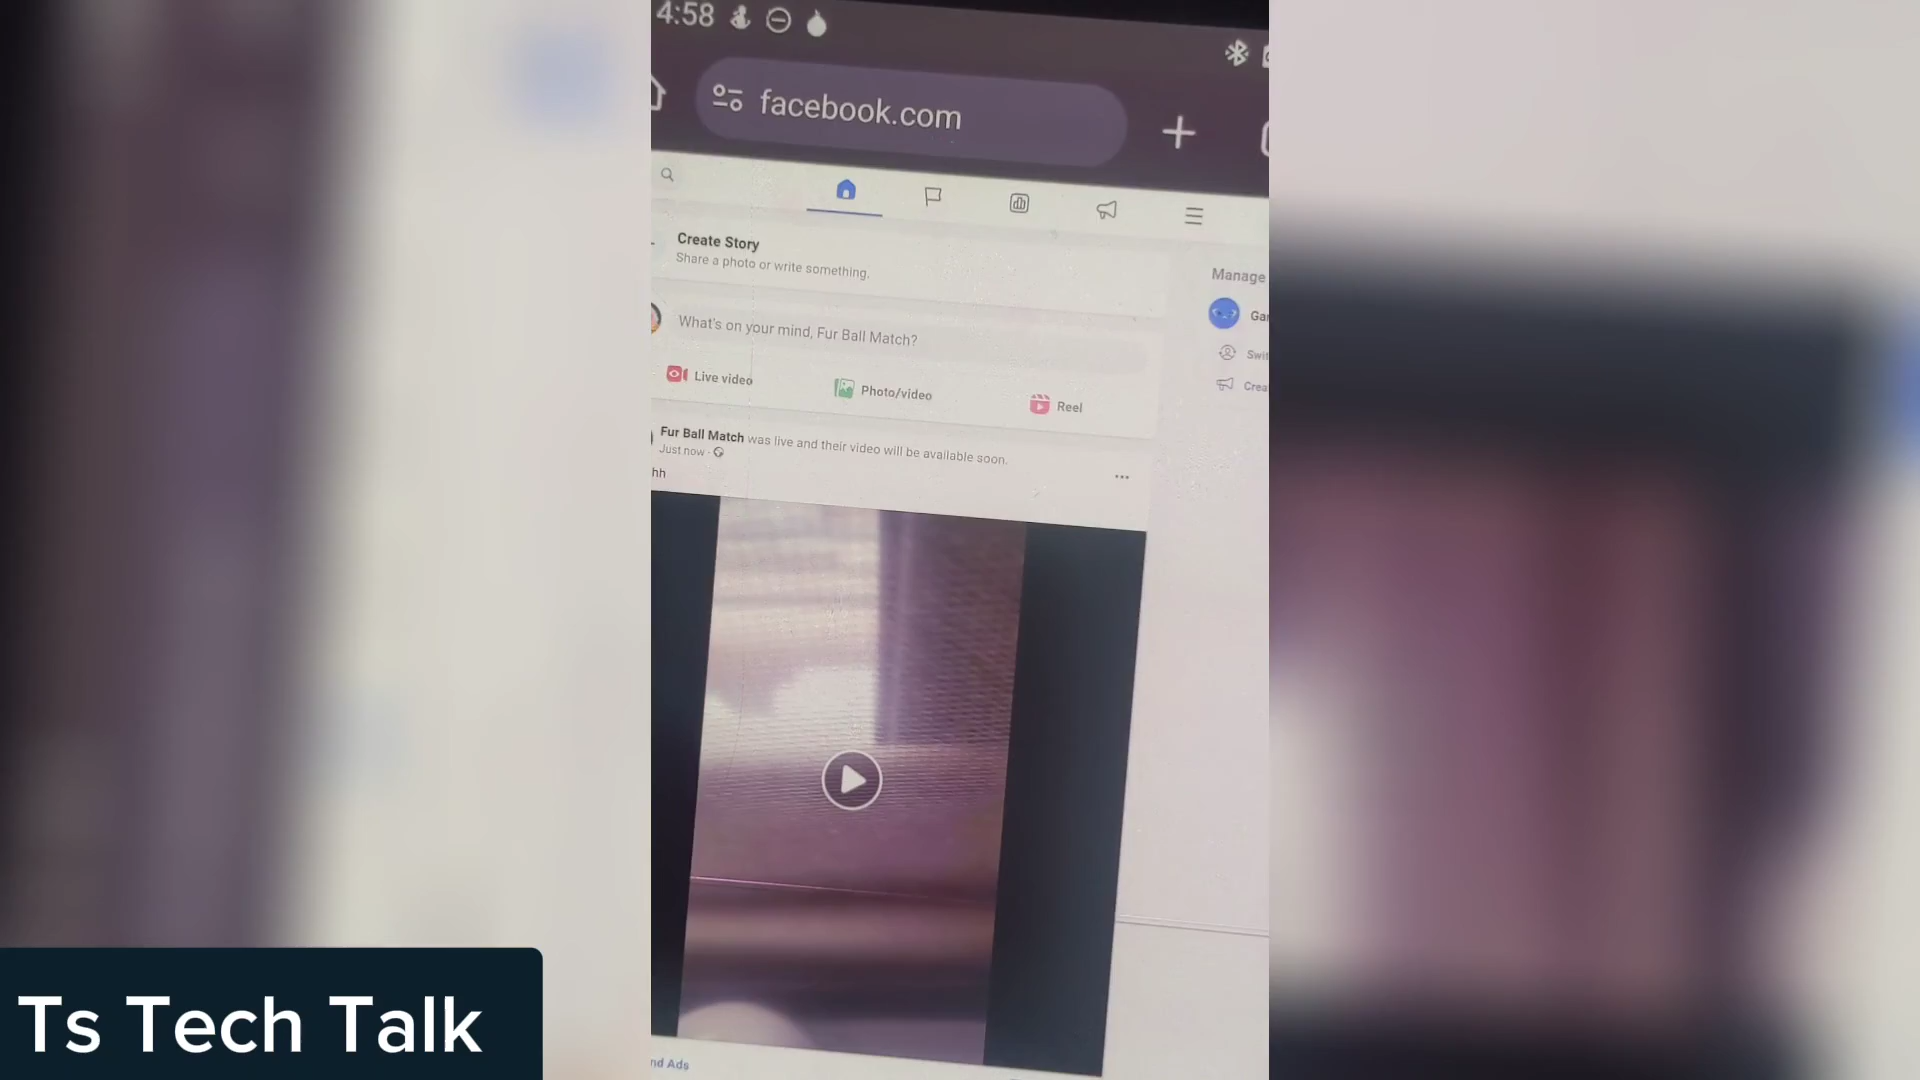 4:58
facebook.com
Create Story
Share a photo or write something.
Manage
What's on your mind, Fur Ball Match?
Live video
Photo/video
Reel
Fur Ball Match was live and their video will be available soon.
Just now
hh
nd Ads
Ts Tech Talk